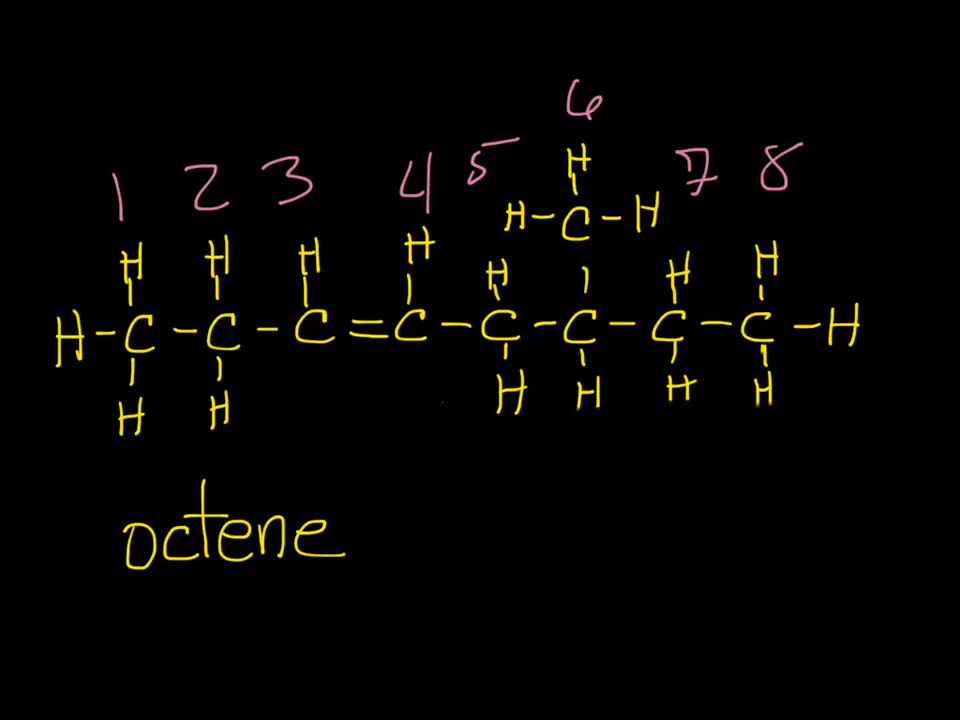 6
1 2 3 4 5 7 8
H
H-C-H
H H H H H H H
H-C-C-C=C-C-C-C-C-H
H H H H H H
octene